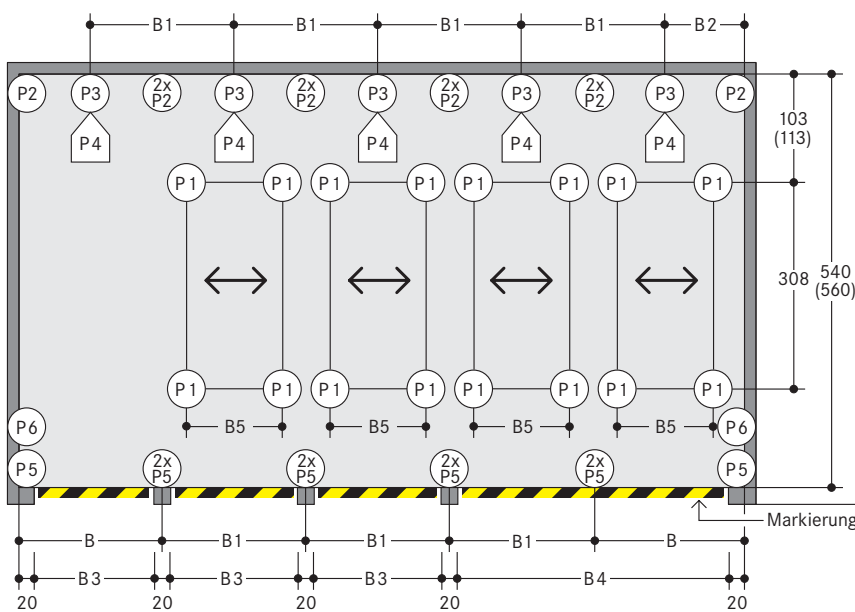 B1 B1 B1 B1 B2
P2 P3 2x P2 P3 2x P2 P3 2x P2 P3 2x P2 P3 P2
P4 P4 P4 P4 P4
103
(113)
P1 P1 P1 P1 P1 P1 P1 P1
308
540
(560)
P1 P1 P1 P1 P1 P1 P1 P1
P6 B5 B5 B5 B5 P6
P5 2x P5 2x P5 2x P5 2x P5 P5
Markierung
B B1 B1 B1 B
B3 B3 B3 B4
20 20 20 20 20